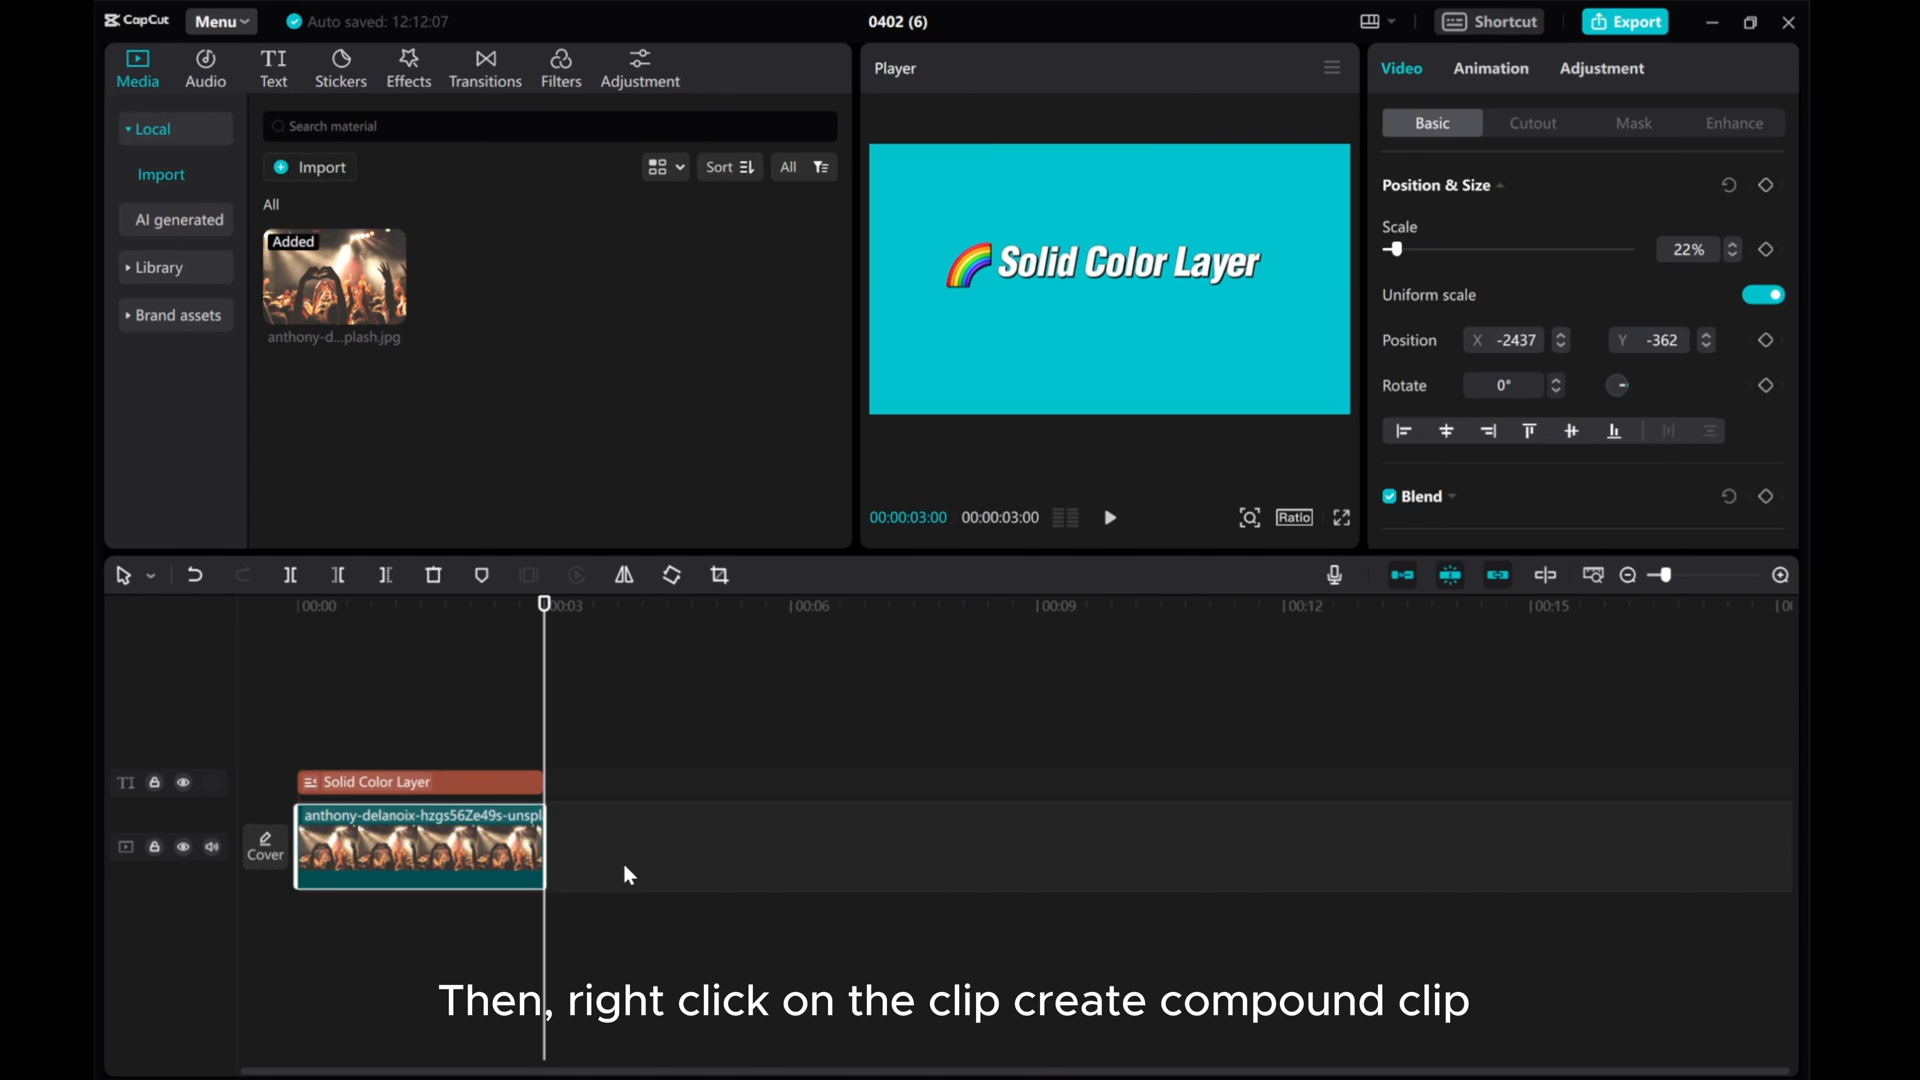 CapCut
Menu
Auto saved: 12:12:07
0402 (6)
Shortcut
Export
Media
Audio
TI
Text
Stickers
Effects
Transitions
Filters
Adjustment
Local
Import
AI generated
Library
Brand assets
Search material
Import
Sort
All
All
Added
anthony-d...plash.jpg
Player
Solid Color Layer
00:00:03:00
00:00:03:00
Ratio
Video
Animation
Adjustment
Basic
Cutout
Mask
Enhance
Position & Size
Scale
22%
Uniform scale
Position
X -2437
Y -362
Rotate
0°
Blend
00:00
00:03
00:06
00:09
00:12
00:15
TI
Solid Color Layer
anthony-delanoix-hzgs56Ze49s-unspl
Cover
Then, right click on the clip create compound clip